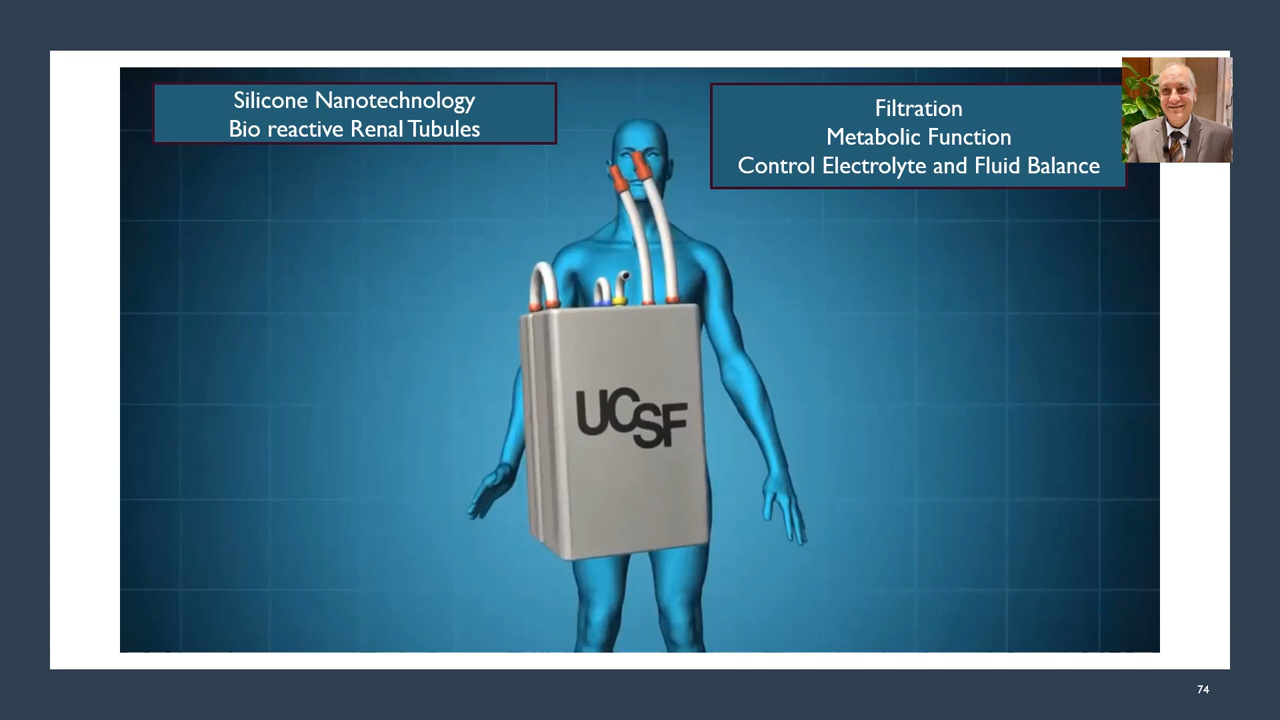 Silicone Nanotechnology
Bio reactive Renal Tubules
Filtration
Metabolic Function
Control Electrolyte and Fluid Balance
UCSF
74